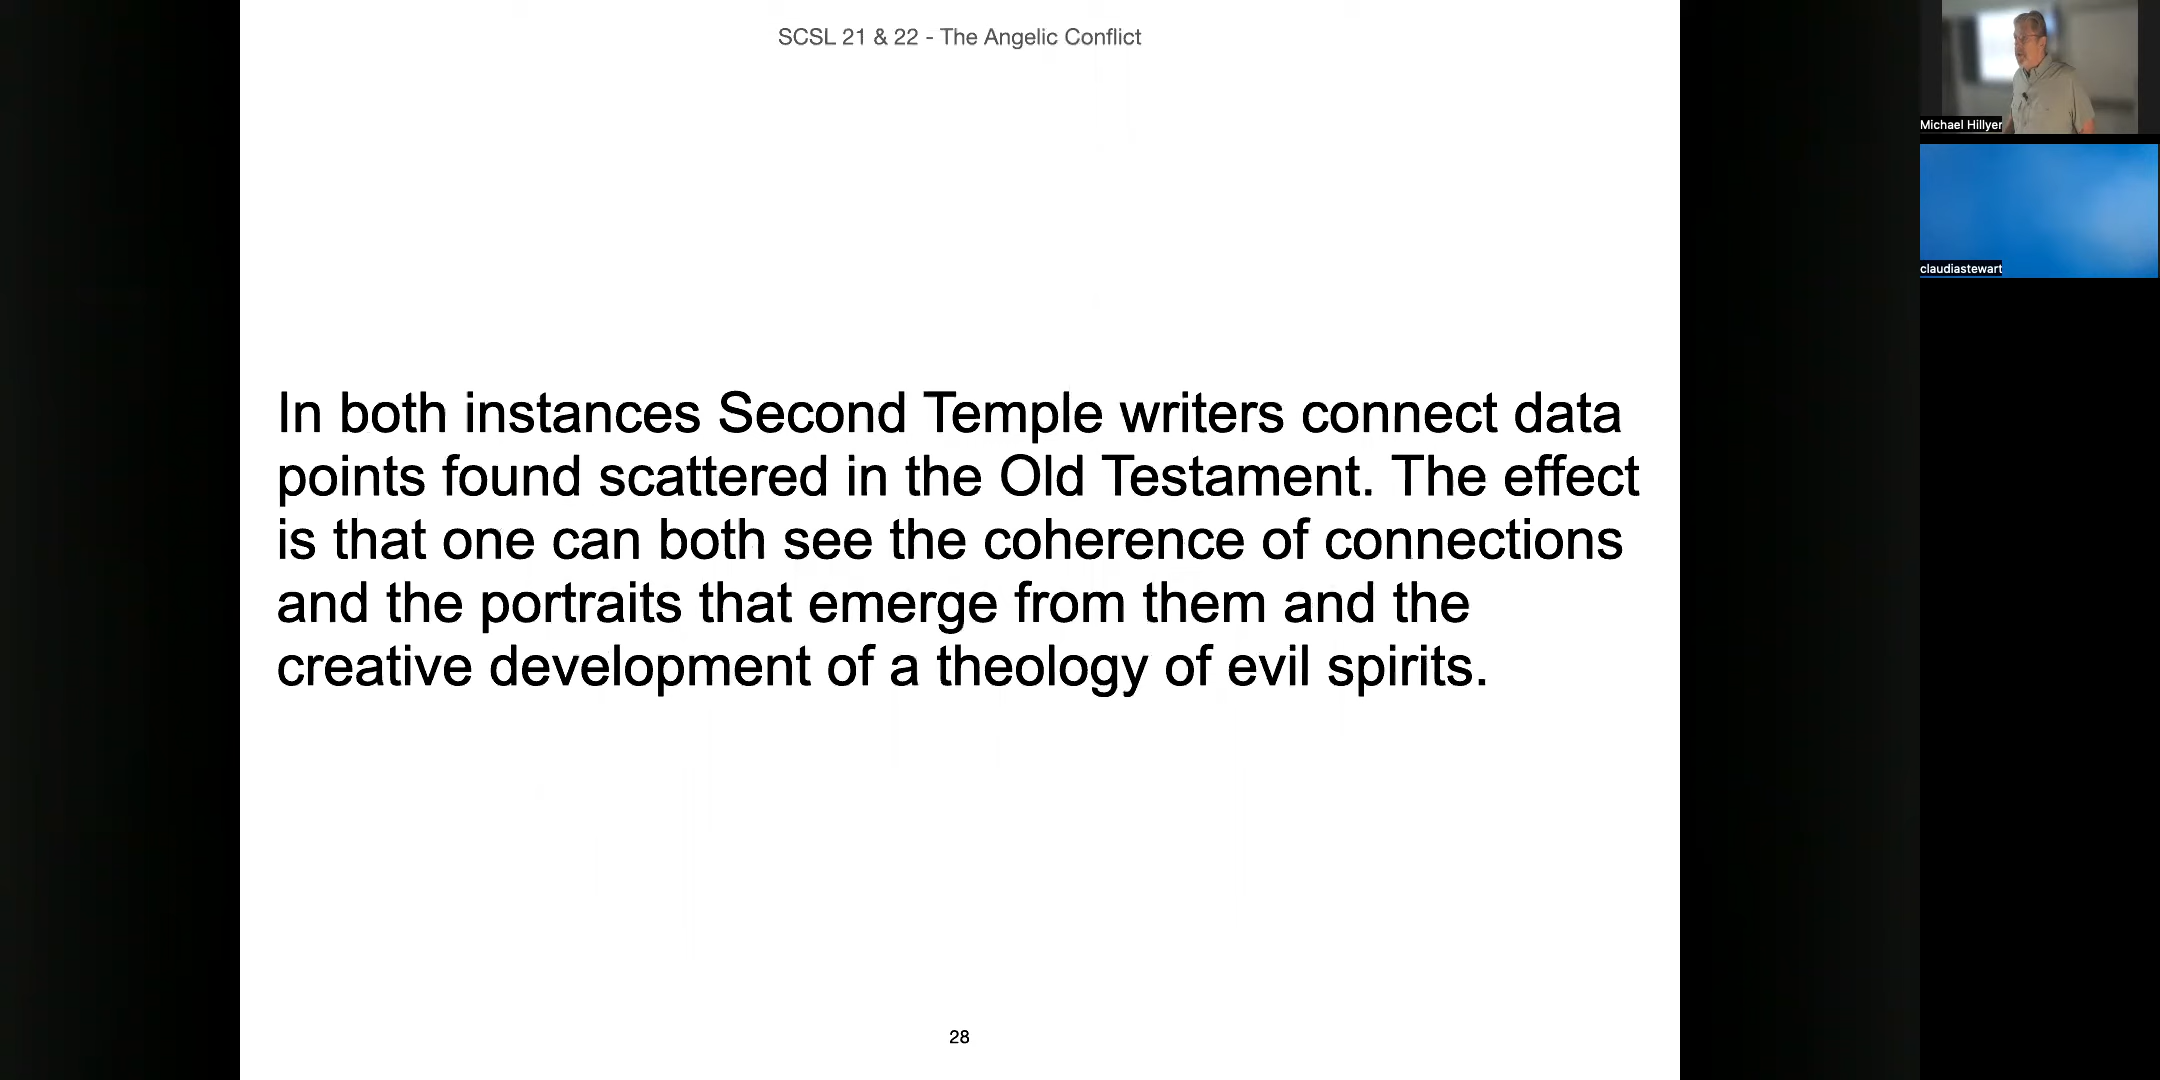 SCSL 21 & 22 - The Angelic Conflict
In both instances Second Temple writers connect data
points found scattered in the Old Testament. The effect
is that one can both see the coherence of connections
and the portraits that emerge from them and the
creative development of a theology of evil spirits.
28
Michael Hillyer
claudiastewart